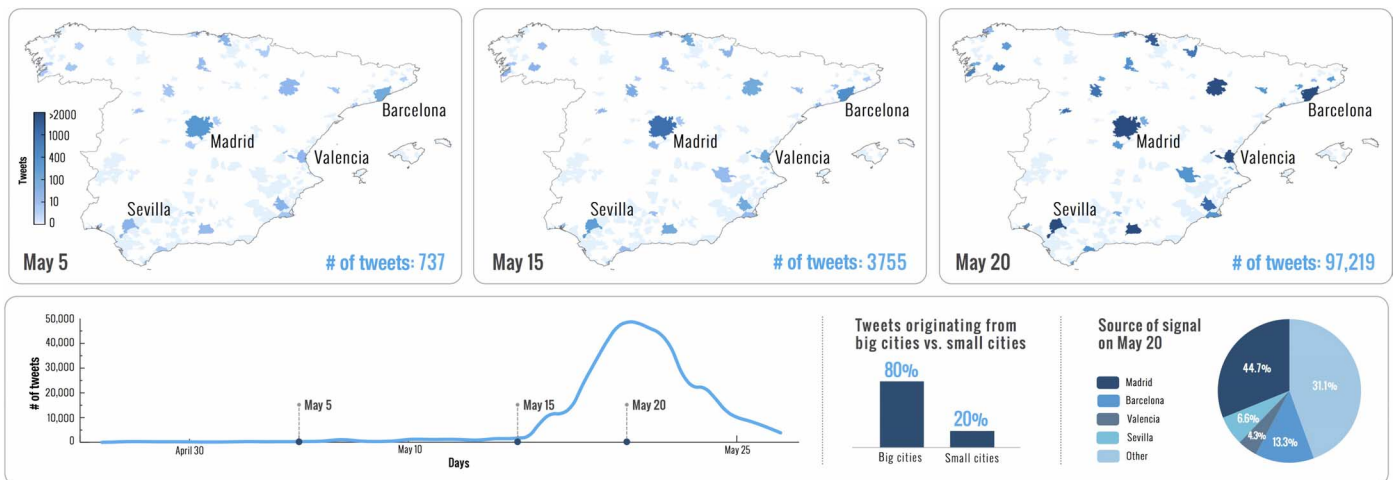 Barcelona
>2000
1000
400
100
10
0
Tweets
Madrid
Valencia
Sevilla
May 5
# of tweets: 737
Barcelona
Madrid
Valencia
Sevilla
May 15
# of tweets: 3755
Barcelona
Madrid
Valencia
Sevilla
May 20
# of tweets: 97,219
50,000
40,000
30,000
20,000
10,000
0
# of tweets
May 5
May 15
May 20
April 30
May 10
May 25
Days
Tweets originating from
big cities vs. small cities
80%
20%
Big cities
Small cities
Source of signal
on May 20
Madrid
Barcelona
Valencia
Sevilla
Other
44.7%
31.1%
6.6%
4.3%
13.3%